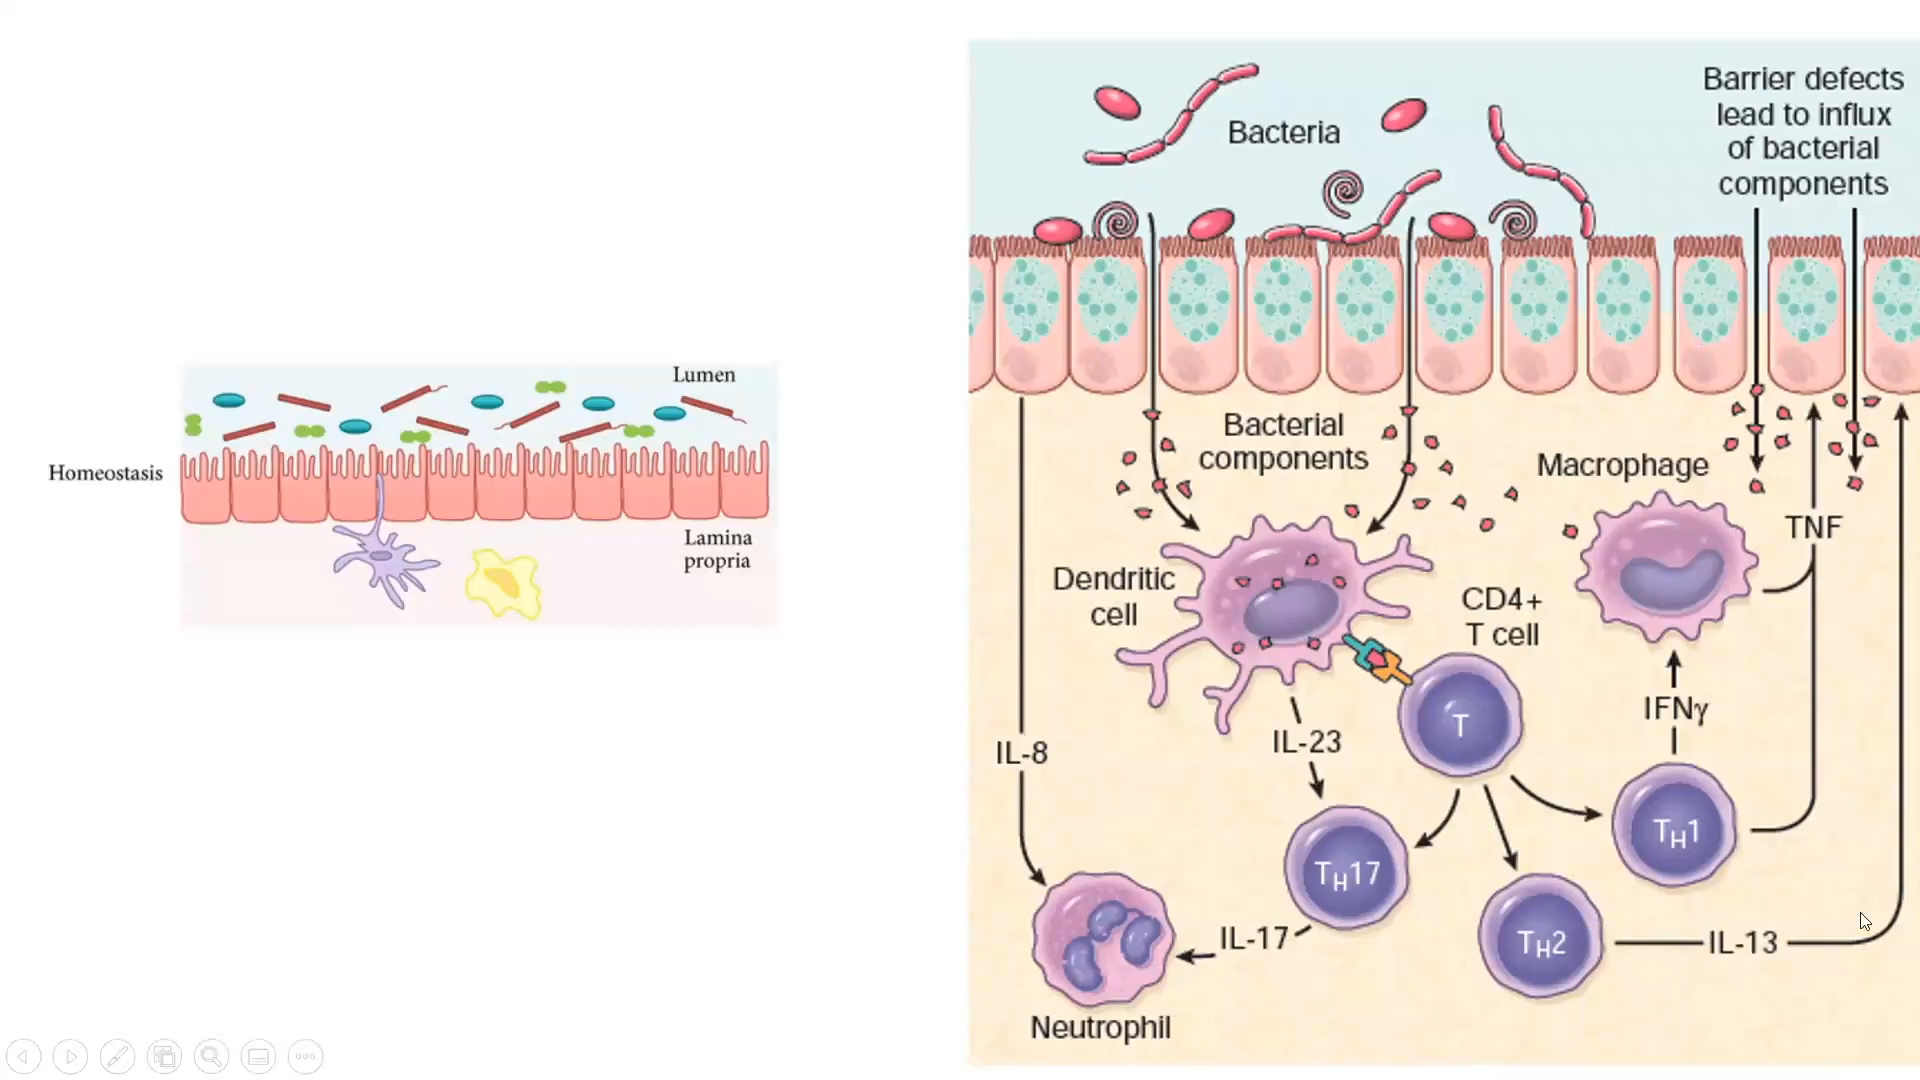 Lumen
Homeostasis
Lamina
propria
Bacteria
Barrier defects
lead to influx
of bacterial
components
Bacterial
components
Macrophage
TNF
Dendritic
cell
CD4+
T cell
IFNγ
T
IL-8
IL-23
TH1
TH17
TH2
IL-13
IL-17
Neutrophil